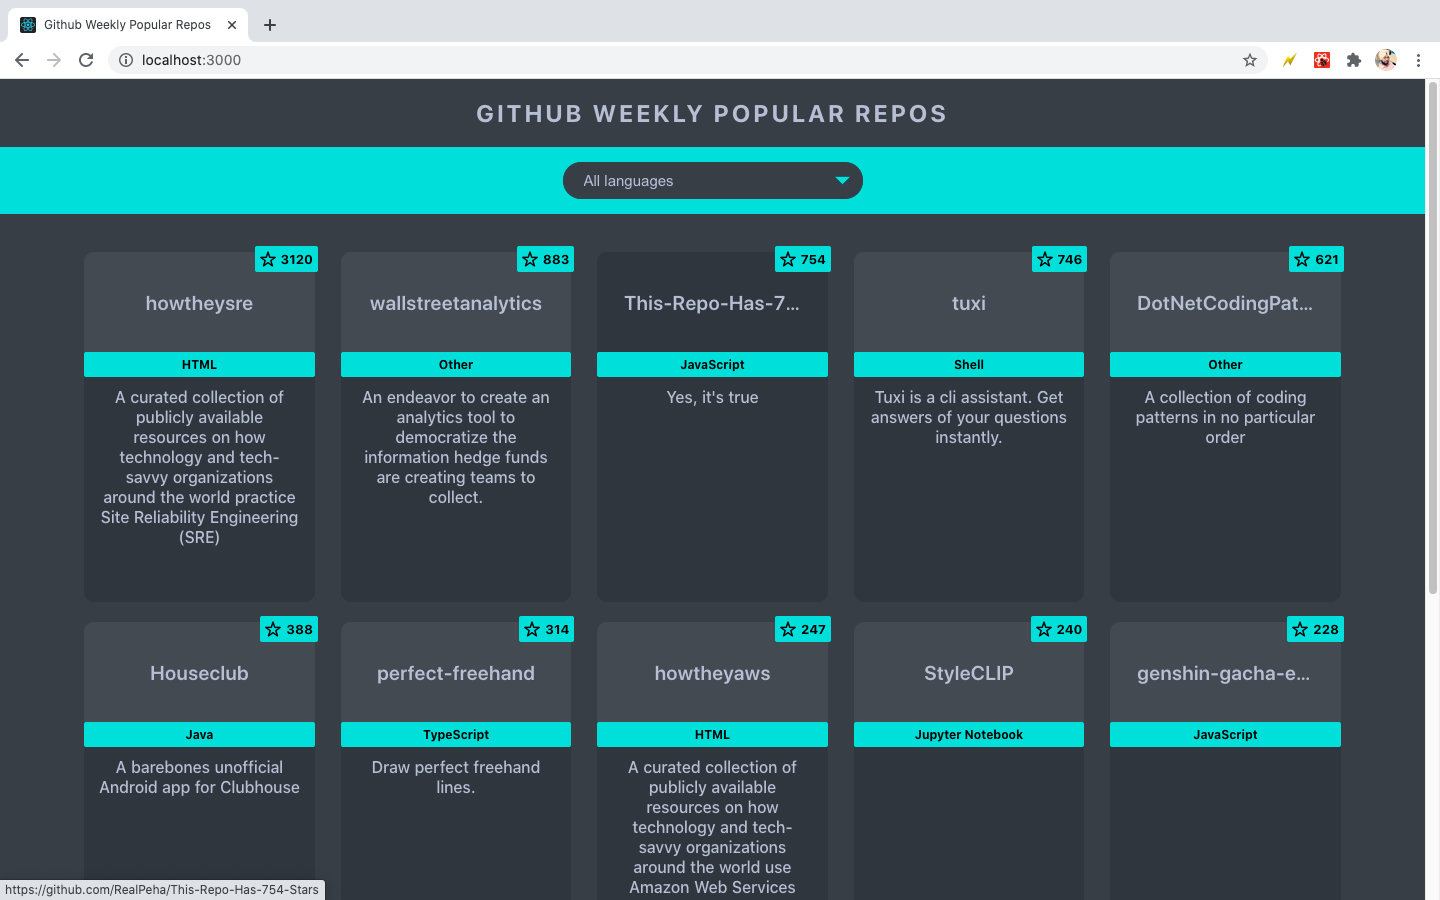 Github Weekly Popular Repos
localhost:3000
GITHUB WEEKLY POPULAR REPOS
All languages
3120
howtheysre
HTML
A curated collection of
publicly available
resources on how
technology and tech-
savvy organizations
around the world practice
Site Reliability Engineering
(SRE)
883
wallstreetanalytics
Other
An endeavor to create an
analytics tool to
democratize the
information hedge funds
are creating teams to
collect.
754
This-Repo-Has-7...
JavaScript
Yes, it's true
746
tuxi
Shell
Tuxi is a cli assistant. Get
answers of your questions
instantly.
621
DotNetCodingPat...
Other
A collection of coding
patterns in no particular
order
388
Houseclub
Java
A barebones unofficial
Android app for Clubhouse
314
perfect-freehand
TypeScript
Draw perfect freehand
lines.
247
howtheyaws
HTML
A curated collection of
publicly available
resources on how
technology and tech-
savvy organizations
around the world use
Amazon Web Services
240
StyleCLIP
Jupyter Notebook
228
genshin-gacha-e...
JavaScript
https://github.com/RealPeha/This-Repo-Has-754-Stars